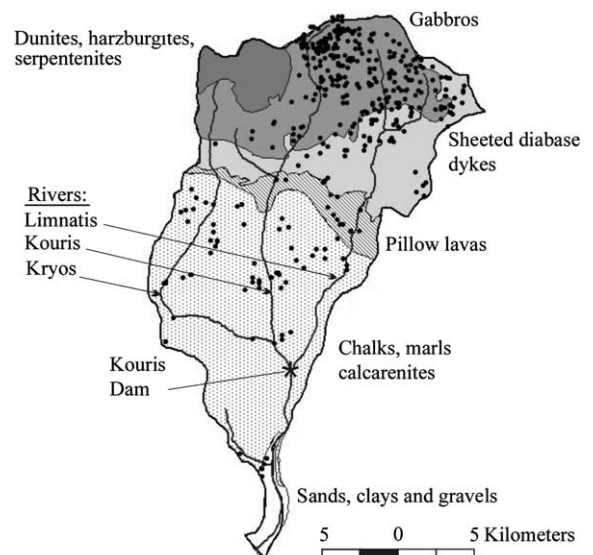 Gabbros
Dunites, harzburgites,
serpentenites
Sheeted diabase
dykes
Rivers:
Limnatis
Kouris
Kryos
Pillow lavas
Kouris
Dam
Chalks, marls
calcarenites
Sands, clays and gravels
5 0 5 Kilometers